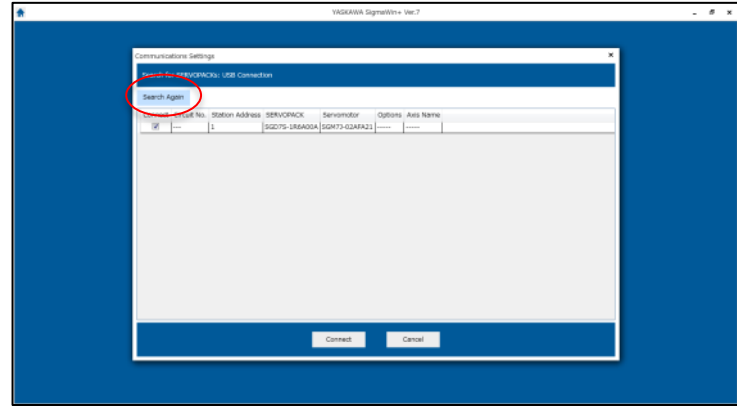 YASKAWA SigmaWin+ Ver.7
Communications Settings
Search for SERVOPACKs: USB Connection
Search Again
Connect Circuit No. Station Address SERVOPACK Servomotor Options Axis Name
--- 1 SGD7S-1R6A00A SGM7J-02AFA21 ----- -----
Connect Cancel